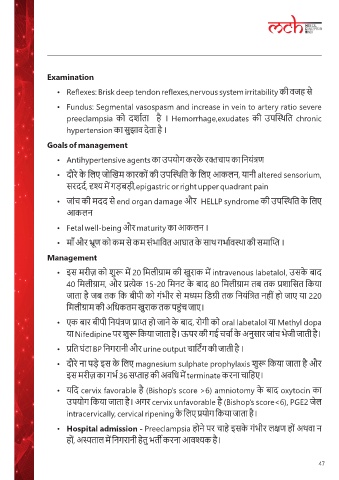 mch
Examination
• Reflexes: Brisk deep tendon reflexes,nervous system irritability की वजह से
• Fundus: Segmental vasospasm and increase in vein to artery ratio severe
preeclampsia को दर्शाता है । Hemorrhage,exudates की उपस्थिति chronic
hypertension का सुझाव देता है ।
Goals of management
• Antihypertensive agents का उपयोग करके रक्तचाप का नियंत्रण
• दौरे के लिए जोखिम कारकों की उपस्थिति के लिए आकलन, यानी altered sensorium,
सरदर्द, दृश्य में गड़बड़ी,epigastric or right upper quadrant pain
• जांच की मदद से end organ damage और HELLP syndrome की उपस्थिति के लिए
आकलन
• Fetal well-being और maturity का आकलन ।
• माँ और भ्रूण को कम से कम संभावित आघात के साथ गर्भावस्था की समाप्ति ।
Management
• इस मरीज़ को शुरू में 20 मिलीग्राम की खुराक में intravenous labetalol, उसके बाद
40 मिलीग्राम, और प्रत्येक 15-20 मिनट के बाद 80 मिलीग्राम तब तक प्रशासित किया
जाता है जब तक कि बीपी को गंभीर से मध्यम डिग्री तक नियंत्रित नहीं हो जाए या 220
मिलीग्राम की अधिकतम खुराक तक पहुंच जाए।
• एक बार बीपी नियंत्रण प्राप्त हो जाने के बाद, रोगी को oral labetalol या Methyl dopa
या Nifedipine पर शुरू किया जाता है। ऊपर की गई चर्चा के अनुसार जांच भेजी जाती है।
• प्रति घंटा BP निगरानी और urine output चार्टिंग की जाती है ।
• दौरे ना पड़े इस के लिए magnesium sulphate prophylaxis शुरू किया जाता है और
इस मरीज़ का गर्भ 36 सप्ताह की अवधि में terminate करना चाहिए।
• यदि cervix favorable है (Bishop's score >6) amniotomy के बाद oxytocin का
उपयोग किया जाता है। अगर cervix unfavorable है (Bishop's score<6), PGE2 जेल
intracervically, cervical ripening के लिए प्रयोग किया जाता है।
• Hospital admission - Preeclampsia होने पर चाहे इसके गंभीर लक्षण हों अथवा न
हों, अस्पताल में निगरानी हेतु भर्ती करना आवश्यक है।
47